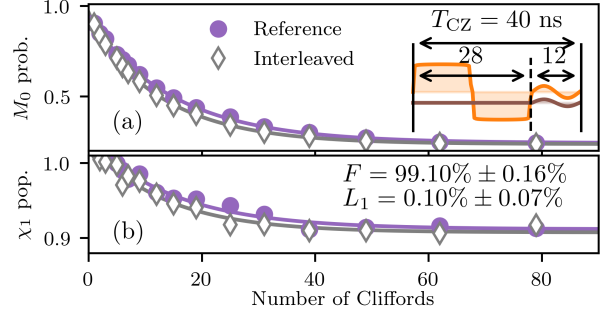 1.0
0.5
M₀ prob.
Reference
Interleaved
(a)
T_CZ = 40 ns
28
12
1.0
0.9
χ₁ pop.
F = 99.10% ± 0.16%
L₁ = 0.10% ± 0.07%
(b)
0 20 40 60 80
Number of Cliffords